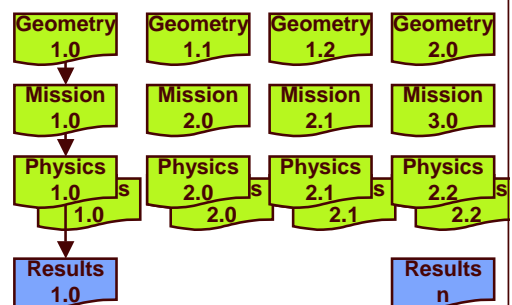 Geometry
1.0
Geometry
1.1
Geometry
1.2
Geometry
2.0
Mission
1.0
Mission
2.0
Mission
2.1
Mission
3.0
Physics
1.0
s
1.0
Physics
2.0
s
2.0
Physics
2.1
s
2.1
Physics
2.2
s
2.2
Results
1.0
Results
n